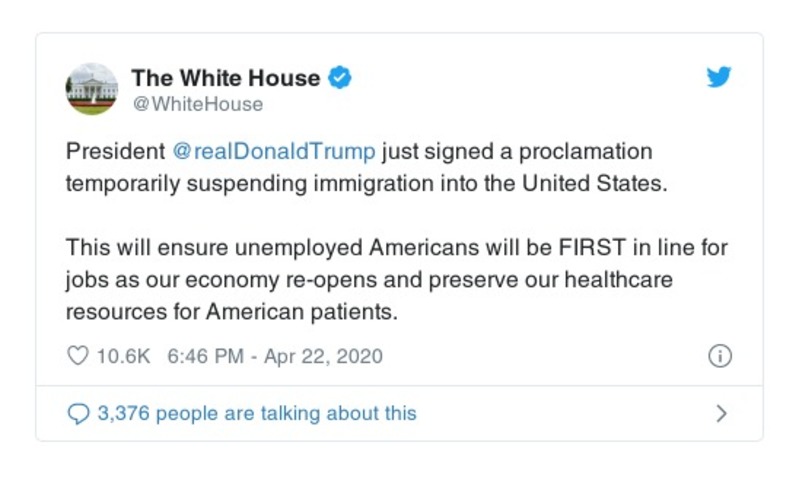 The White House
@WhiteHouse
President @realDonaldTrump just signed a proclamation
temporarily suspending immigration into the United States.
This will ensure unemployed Americans will be FIRST in line for
jobs as our economy re-opens and preserve our healthcare
resources for American patients.
10.6K 6:46 PM - Apr 22, 2020
3,376 people are talking about this